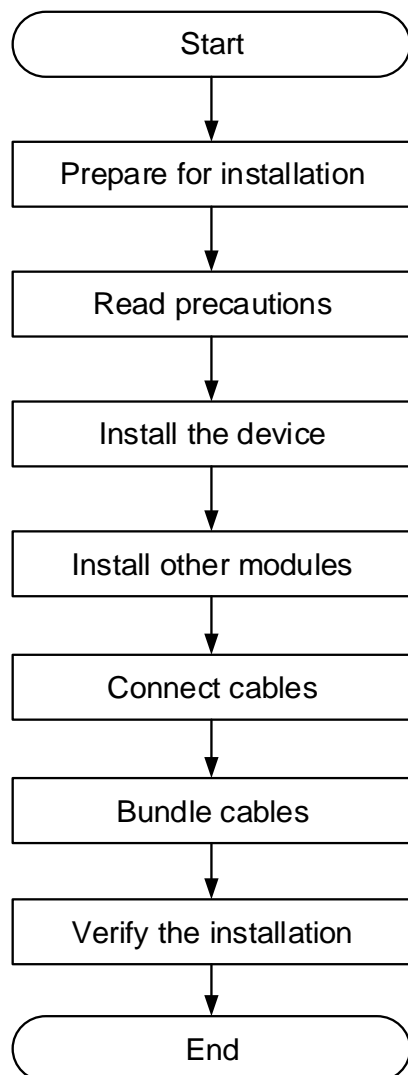 Start
Prepare for installation
Read precautions
Install the device
Install other modules
Connect cables
Bundle cables
Verify the installation
End